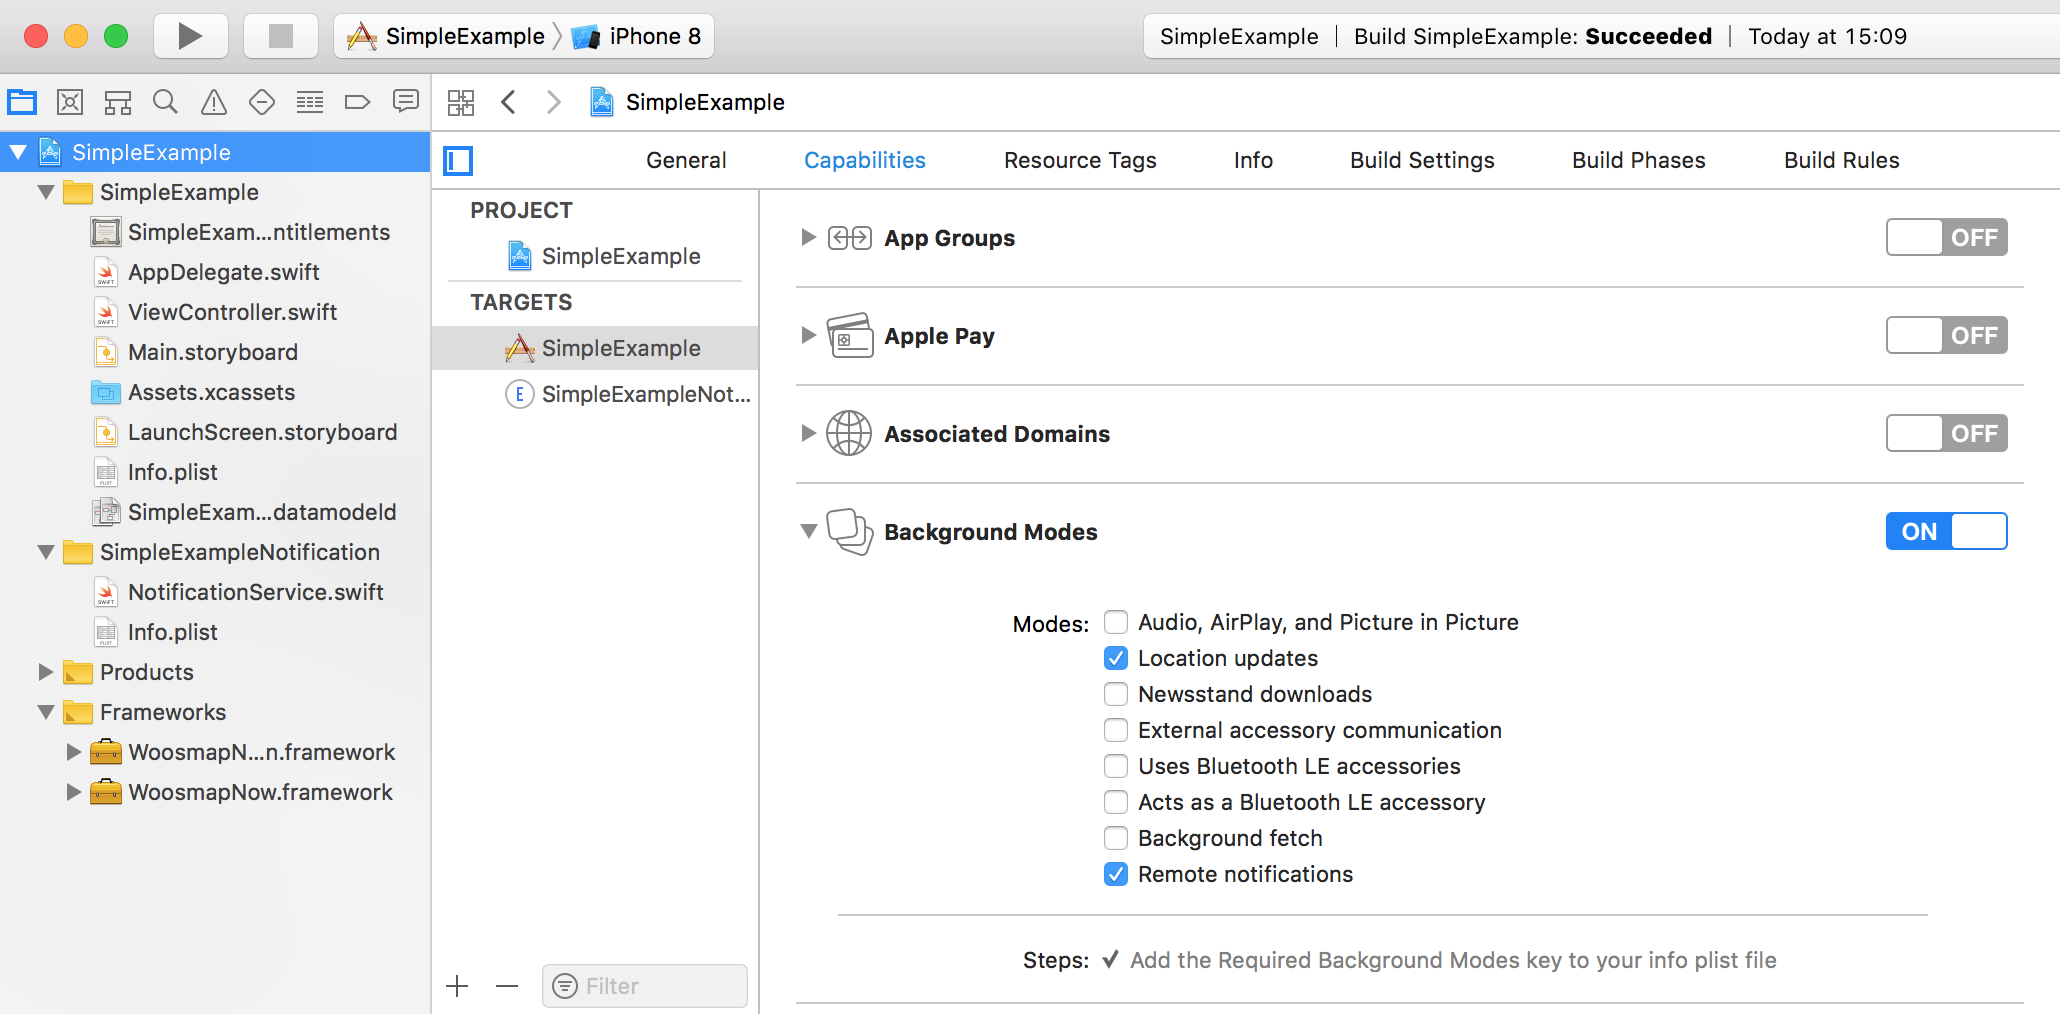 SimpleExample iPhone 8
SimpleExample Build SimpleExample: Succeeded Today at 15:09
SimpleExample
SimpleExample
SimpleExample
SimpleExam...ntitlements
AppDelegate.swift
ViewController.swift
Main.storyboard
Assets.xcassets
LaunchScreen.storyboard
Info.plist
SimpleExam...datamodeld
SimpleExampleNotification
NotificationService.swift
Info.plist
Products
Frameworks
WoosmapN...n.framework
WoosmapNow.framework
General Capabilities Resource Tags Info Build Settings Build Phases Build Rules
PROJECT
SimpleExample
TARGETS
SimpleExample
E SimpleExampleNot...
Filter
App Groups OFF
Apple Pay OFF
Associated Domains OFF
Background Modes ON
Modes: Audio, AirPlay, and Picture in Picture
Location updates
Newsstand downloads
External accessory communication
Uses Bluetooth LE accessories
Acts as a Bluetooth LE accessory
Background fetch
Remote notifications
Steps: ✓ Add the Required Background Modes key to your info plist file